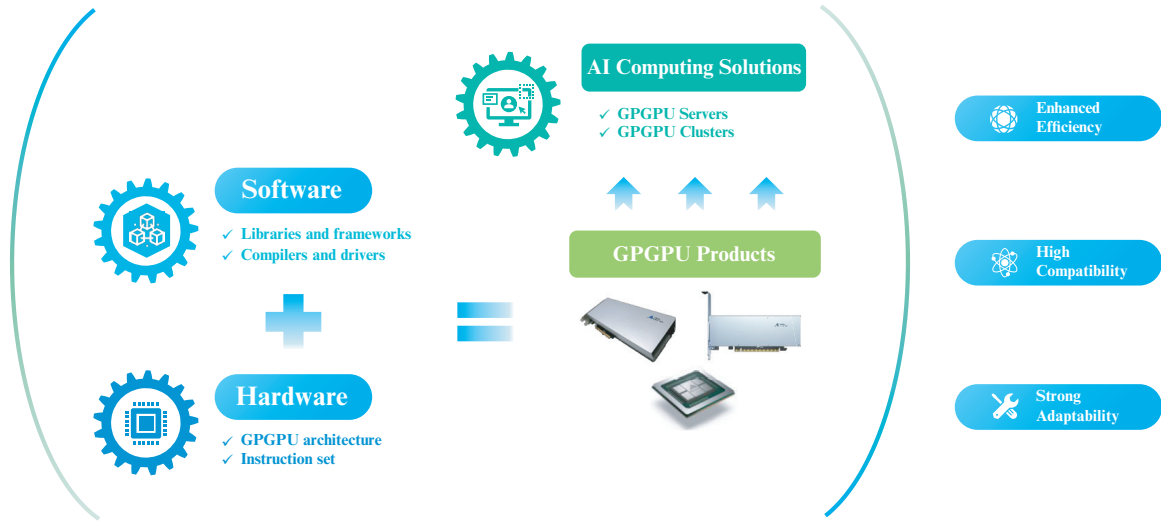 AI Computing Solutions
✓ GPGPU Servers
✓ GPGPU Clusters
Software
✓ Libraries and frameworks
✓ Compilers and drivers
GPGPU Products
Hardware
✓ GPGPU architecture
✓ Instruction set
Enhanced
Efficiency
High
Compatibility
Strong
Adaptability